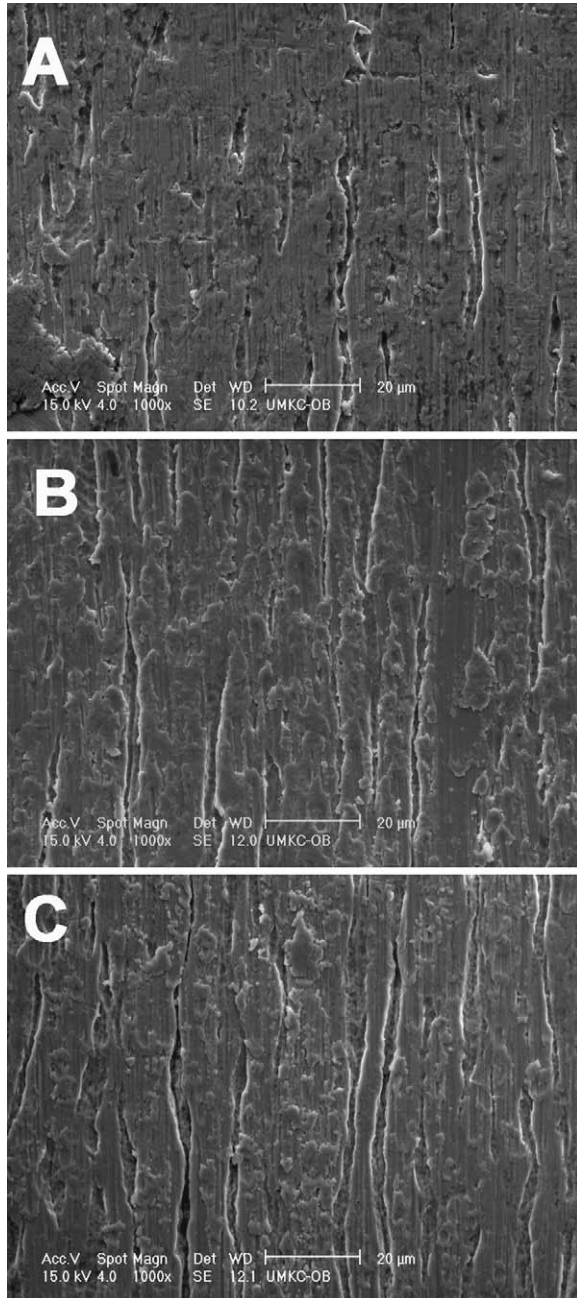 A
Acc.V Spot Magn Det WD 20 µm
15.0 kV 4.0 1000x SE 10.2 UMKC-OB
B
Acc.V Spot Magn Det WD 20 µm
15.0 kV 4.0 1000x SE 12.0 UMKC-OB
C
Acc.V Spot Magn Det WD 20 µm
15.0 kV 4.0 1000x SE 12.1 UMKC-OB